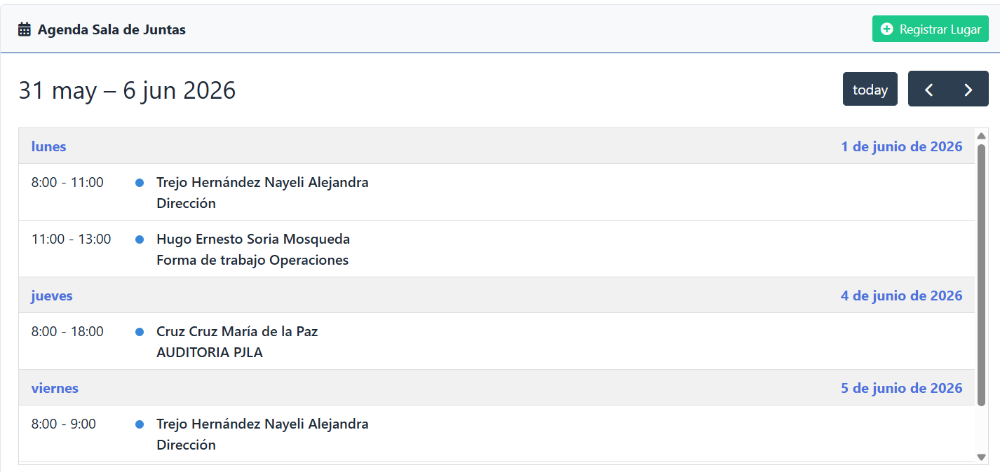 Agenda Sala de Juntas
Registrar Lugar
31 may – 6 jun 2026
today
lunes 1 de junio de 2026
8:00 - 11:00 Trejo Hernández Nayeli Alejandra
Dirección
11:00 - 13:00 Hugo Ernesto Soria Mosqueda
Forma de trabajo Operaciones
jueves 4 de junio de 2026
8:00 - 18:00 Cruz Cruz María de la Paz
AUDITORIA PJLA
viernes 5 de junio de 2026
8:00 - 9:00 Trejo Hernández Nayeli Alejandra
Dirección